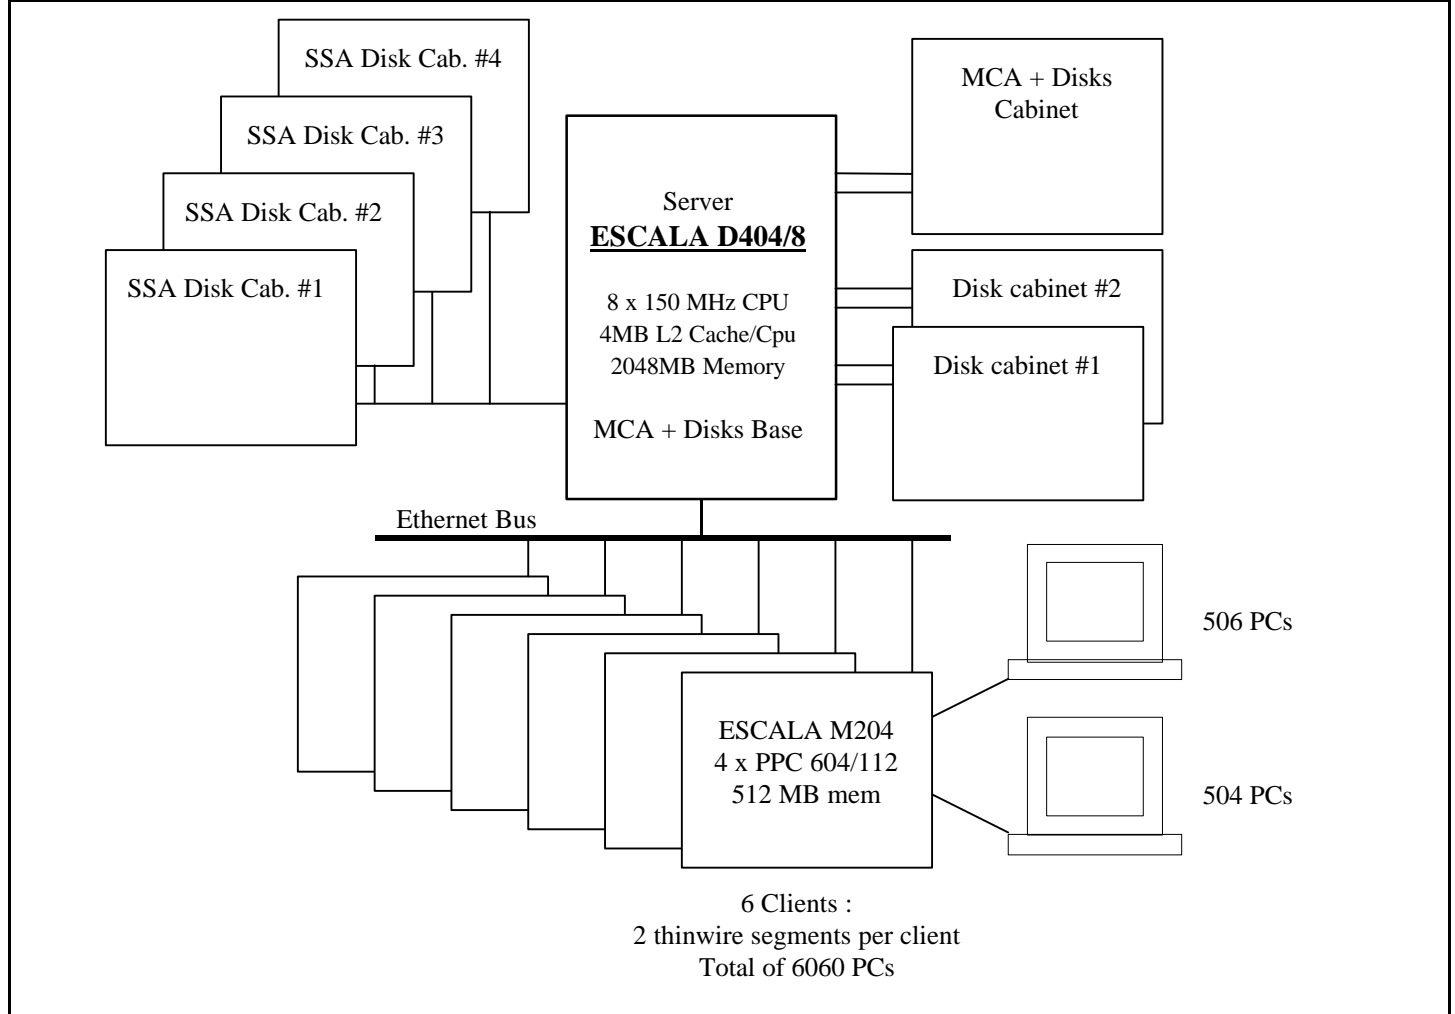 SSA Disk Cab. #4
SSA Disk Cab. #3
SSA Disk Cab. #2
SSA Disk Cab. #1
Server
ESCALA D404/8
8 x 150 MHz CPU
4MB L2 Cache/Cpu
2048MB Memory
MCA + Disks Base
MCA + Disks
Cabinet
Disk cabinet #2
Disk cabinet #1
Ethernet Bus
ESCALA M204
4 x PPC 604/112
512 MB mem
506 PCs
504 PCs
6 Clients :
2 thinwire segments per client
Total of 6060 PCs